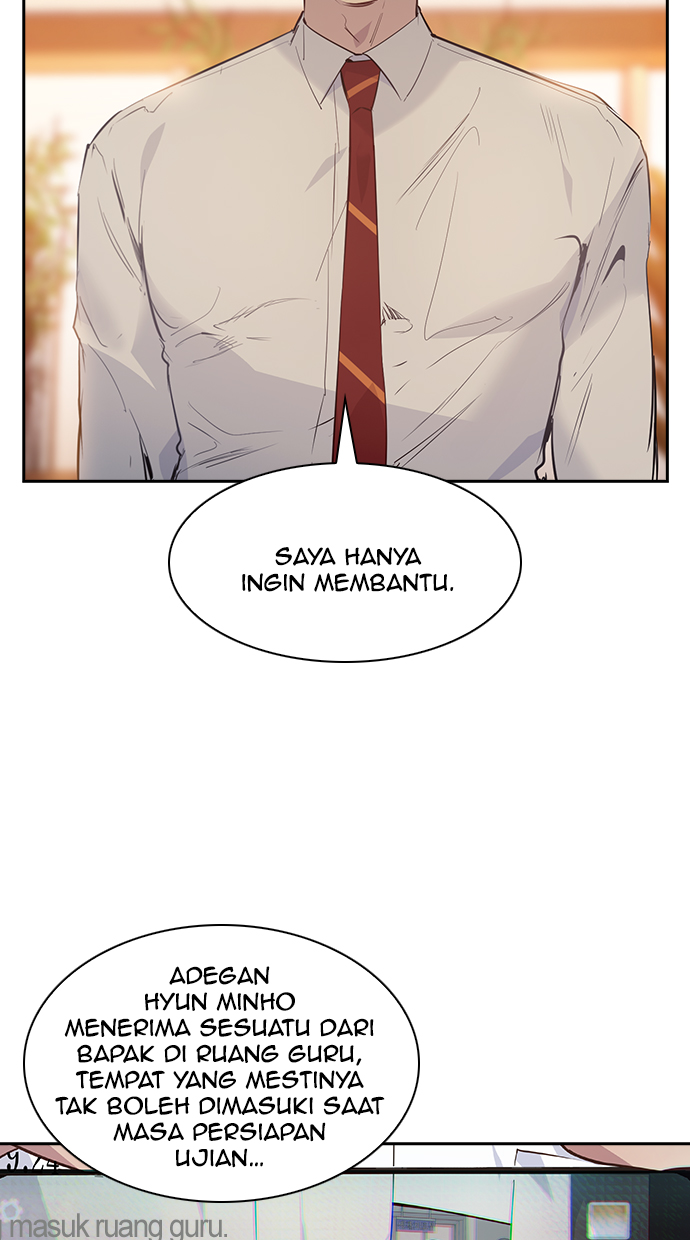 SAYA HANYA
INGIN MEMBANTU.
ADEGAN
HYUN MINHO
MENERIMA SESUATU DARI
BAPAK DI RUANG GURU,
TEMPAT YANG MESTINYA
TAK BOLEH DIMASUKI SAAT
MASA PERSIAPAN
UJIAN...
masuk ruang guru.